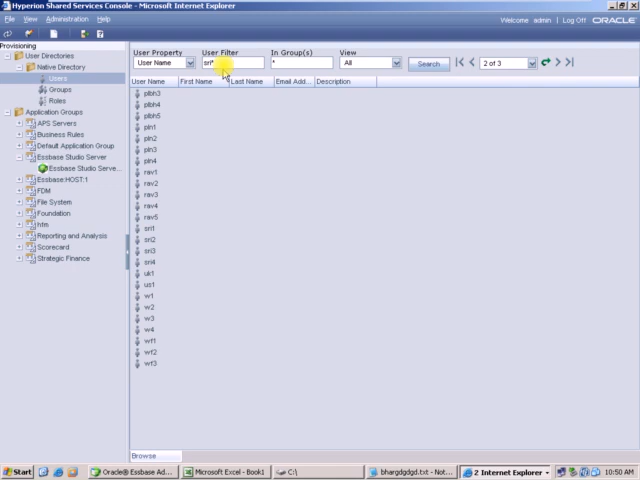 Hyperion Shared Services Console - Microsoft Internet Explorer
File View Administration Help
Welcome admin | Log Off ORACLE
Provisioning
User Directories
Native Directory
Users
Groups
Roles
Application Groups
APS Servers
Business Rules
Default Application Group
Essbase Studio Server
Essbase Studio Serve...
Essbase:HOST:1
FDM
File System
Foundation
htm
Reporting and Analysis
Scorecard
Strategic Finance
User Property User Filter In Group(s) View
User Name sri* * All Search 2 of 3
User Name First Name Last Name Email Add... Description
plbh3
plbh4
plbh5
pln1
pln2
pln3
pln4
rav1
rav2
rav3
rav4
rav5
sri1
sri2
sri3
sri4
uk1
us1
w1
w2
w3
w4
wf1
wf2
wf3
Browse
Start Oracle® Essbase Ad... Microsoft Excel - Book1 C:\ bhargdgdgd.txt - Not... 2 Internet Explorer 10:50 AM